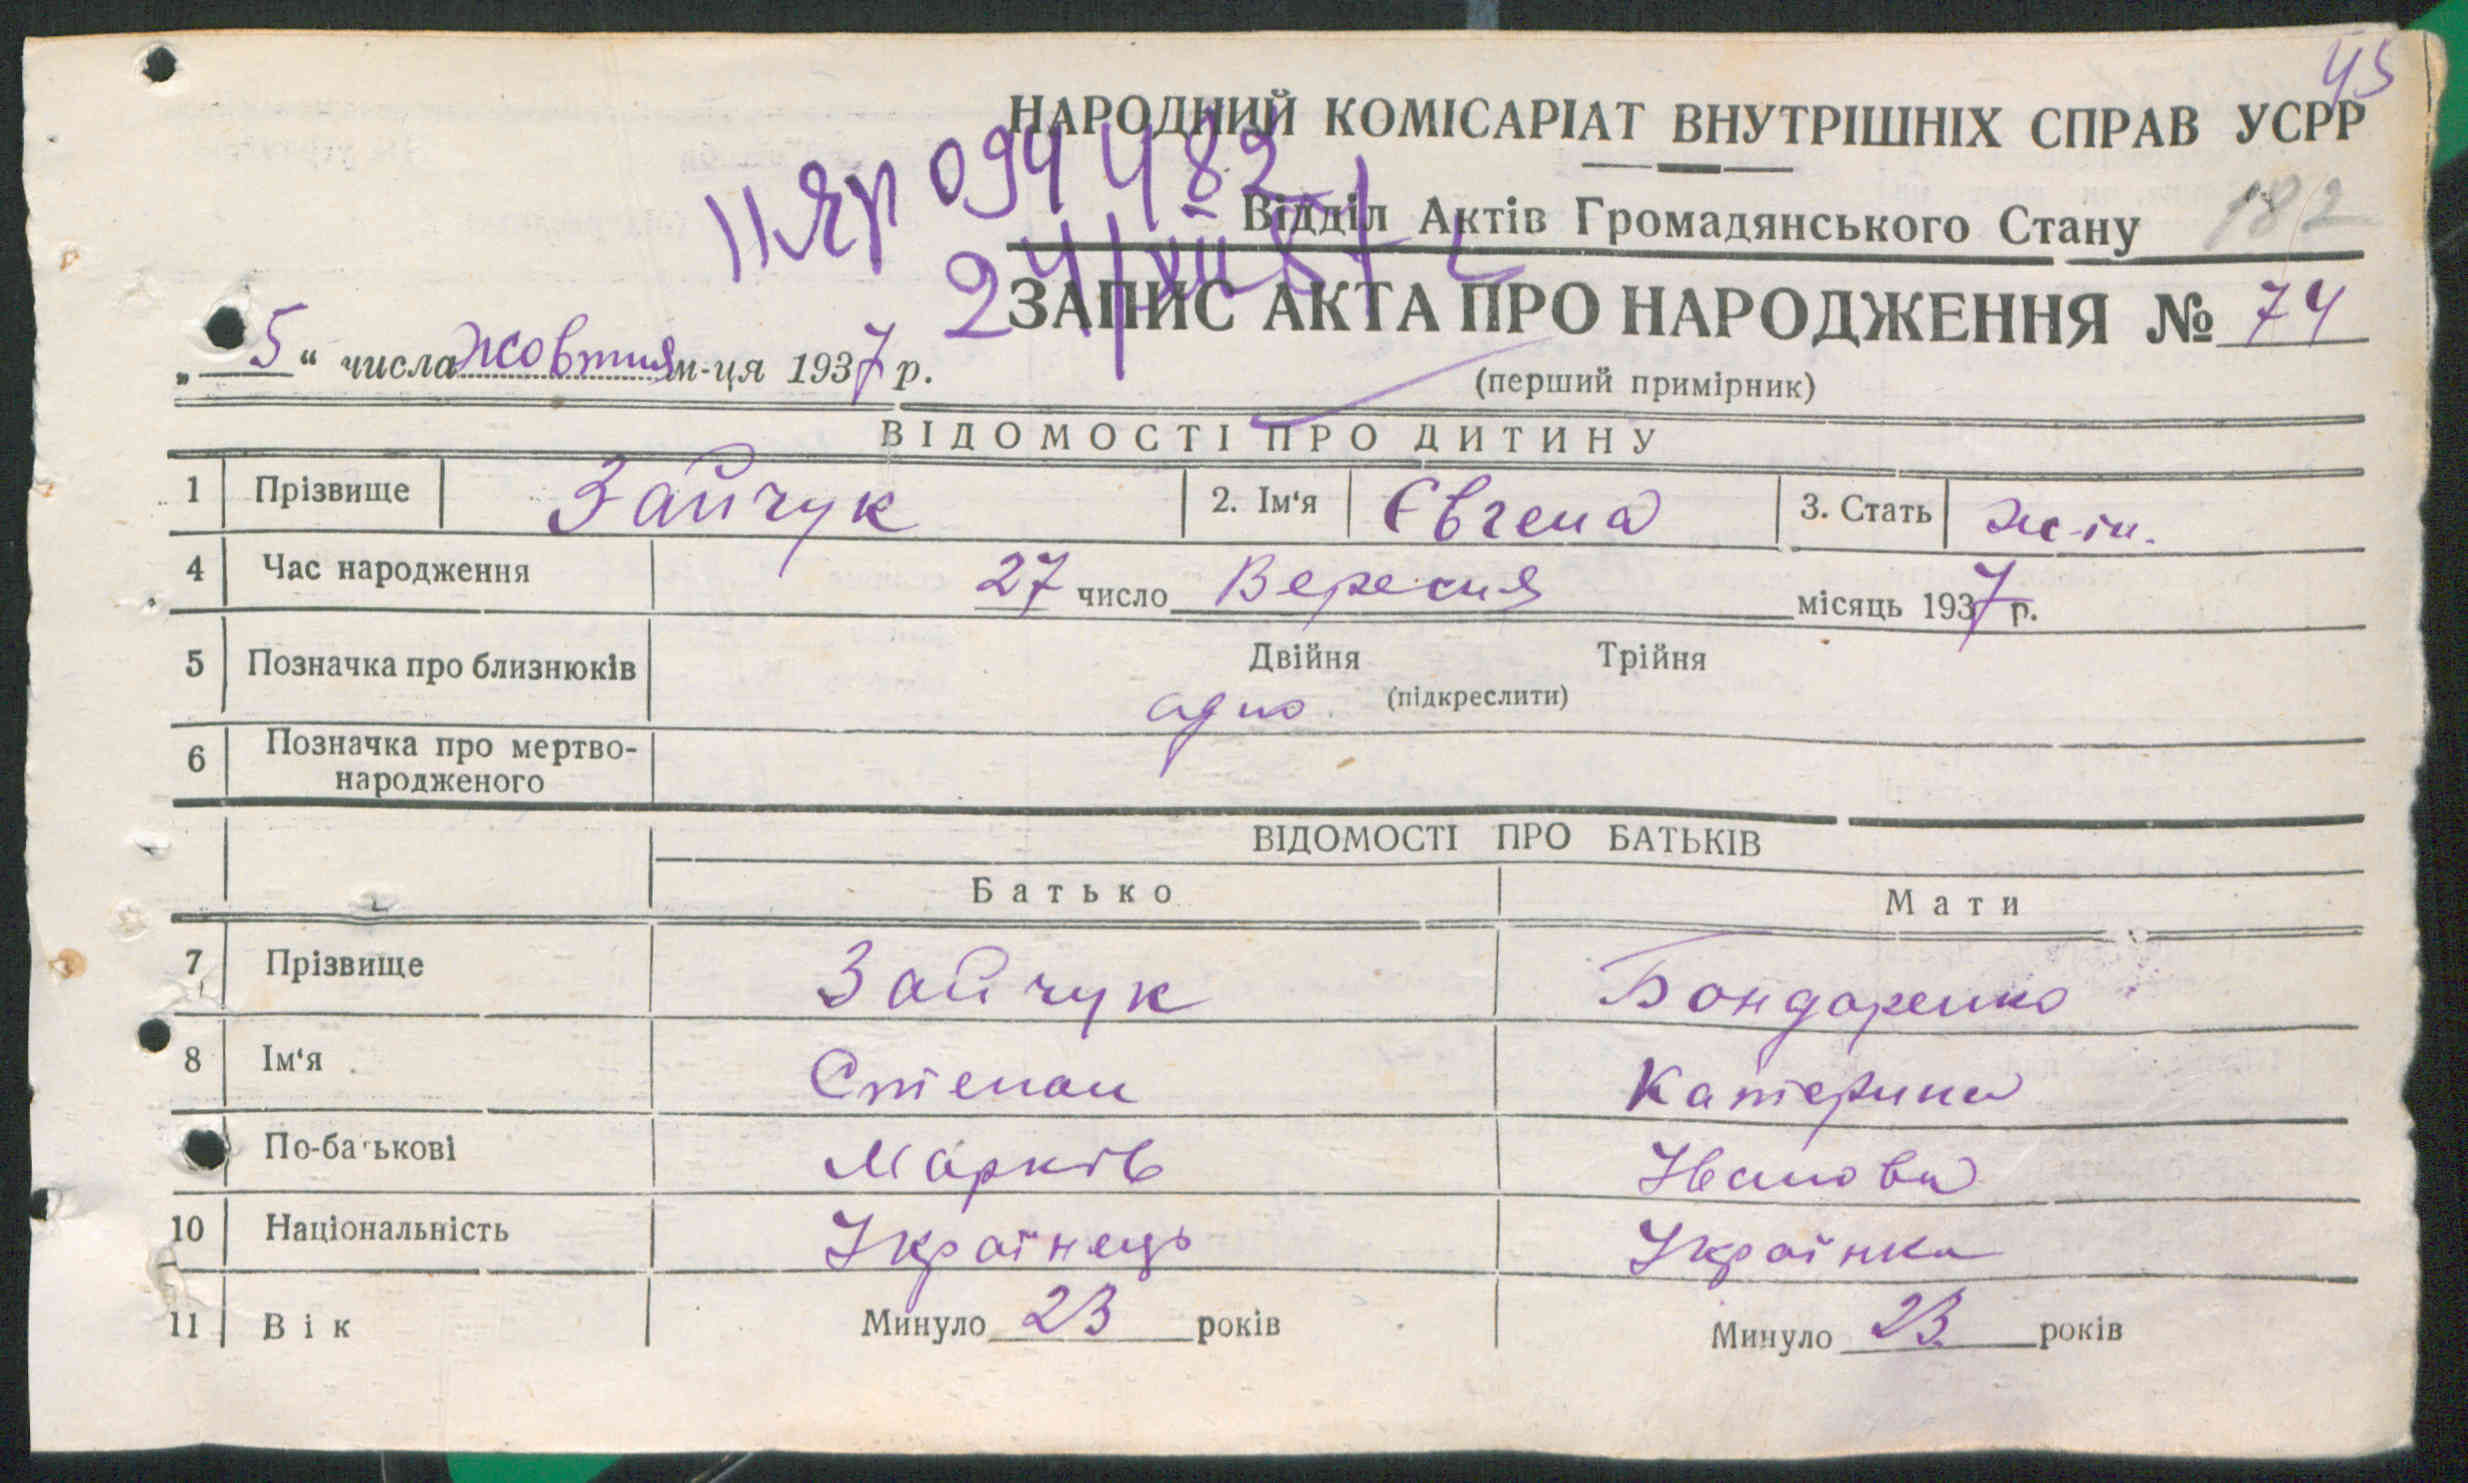 45
НАРОДНИЙ КОМІСАРІАТ ВНУТРІШНІХ СПРАВ УСРР
094482
Відділ Актів Громадянського Стану 182
ЗАПИС АКТА ПРО НАРОДЖЕННЯ № 74
„5“ числа жовтня м-ця 1937 р.
(перший примірник)
ВІДОМОСТІ ПРО ДИТИНУ
1 Прізвище Зайчук 2. Ім‘я Євгена 3. Стать ж-ін.
4 Час народження 27 число Вересня місяць 1937 р.
5 Позначка про близнюків Двійня Трійня
(підкреслити)
одно
6 Позначка про мертво-
народженого
ВІДОМОСТІ ПРО БАТЬКІВ
Батько Мати
7 Прізвище Зайчук Бондаренко
8 Ім‘я Степан Катерина
По-батькові Марків Іванова
10 Національність Українець Українка
11 Вік Минуло 23 років Минуло 23 років